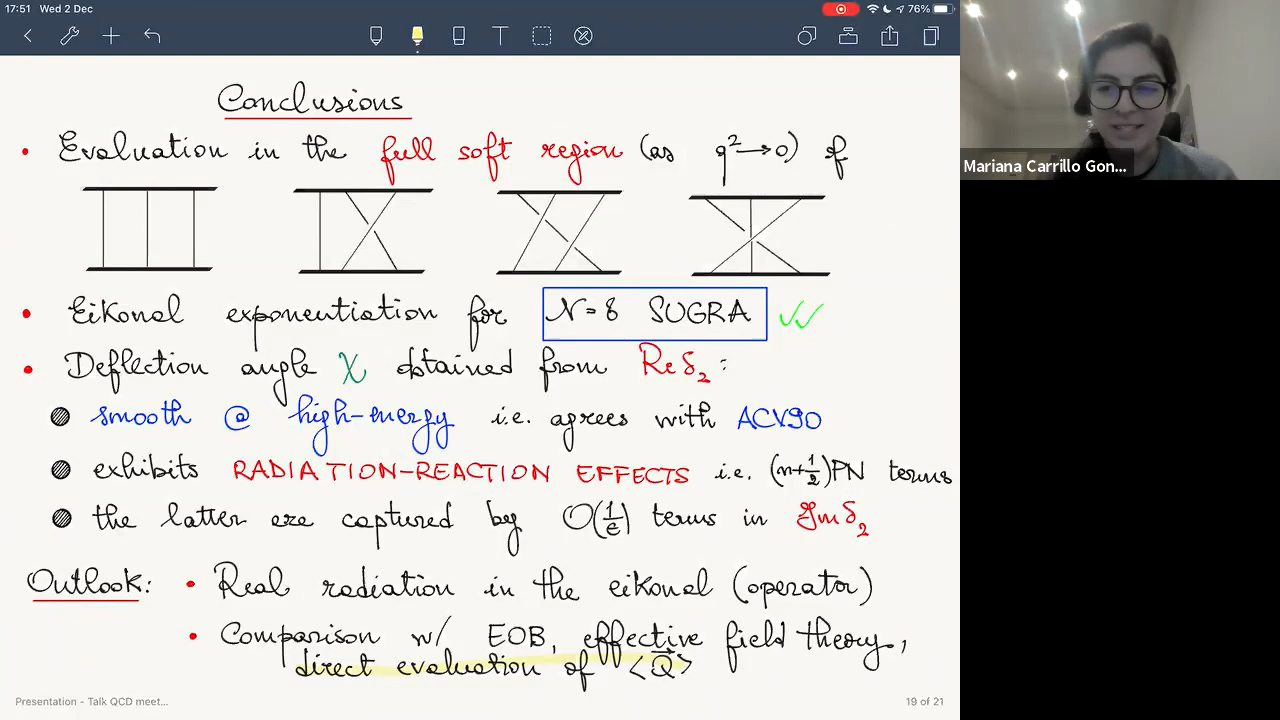 17:51 Wed 2 Dec
76%
Conclusions
• Evaluation in the full soft region (as q²→0) of
• Eikonal exponentiation for N=8 SUGRA ✓✓
• Deflection angle χ obtained from Re δ₂:
smooth @ high-energy i.e. agrees with ACV90
exhibits RADIATION-REACTION EFFECTS i.e. (n+1/2)PN terms
the latter are captured by O(1/ϵ) terms in Im δ₂
Outlook: • Real radiation in the eikonal (operator)
• Comparison w/ EOB, effective field theory,
direct evaluation of <Q⃗>
Presentation - Talk QCD meet...
19 of 21
Mariana Carrillo Gon...